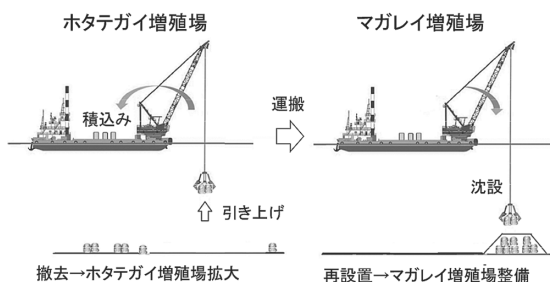 ホタテガイ増殖場
積込み
引き上げ
撤去→ホタテガイ増殖場拡大
運搬
マガレイ増殖場
沈設
再設置→マガレイ増殖場整備